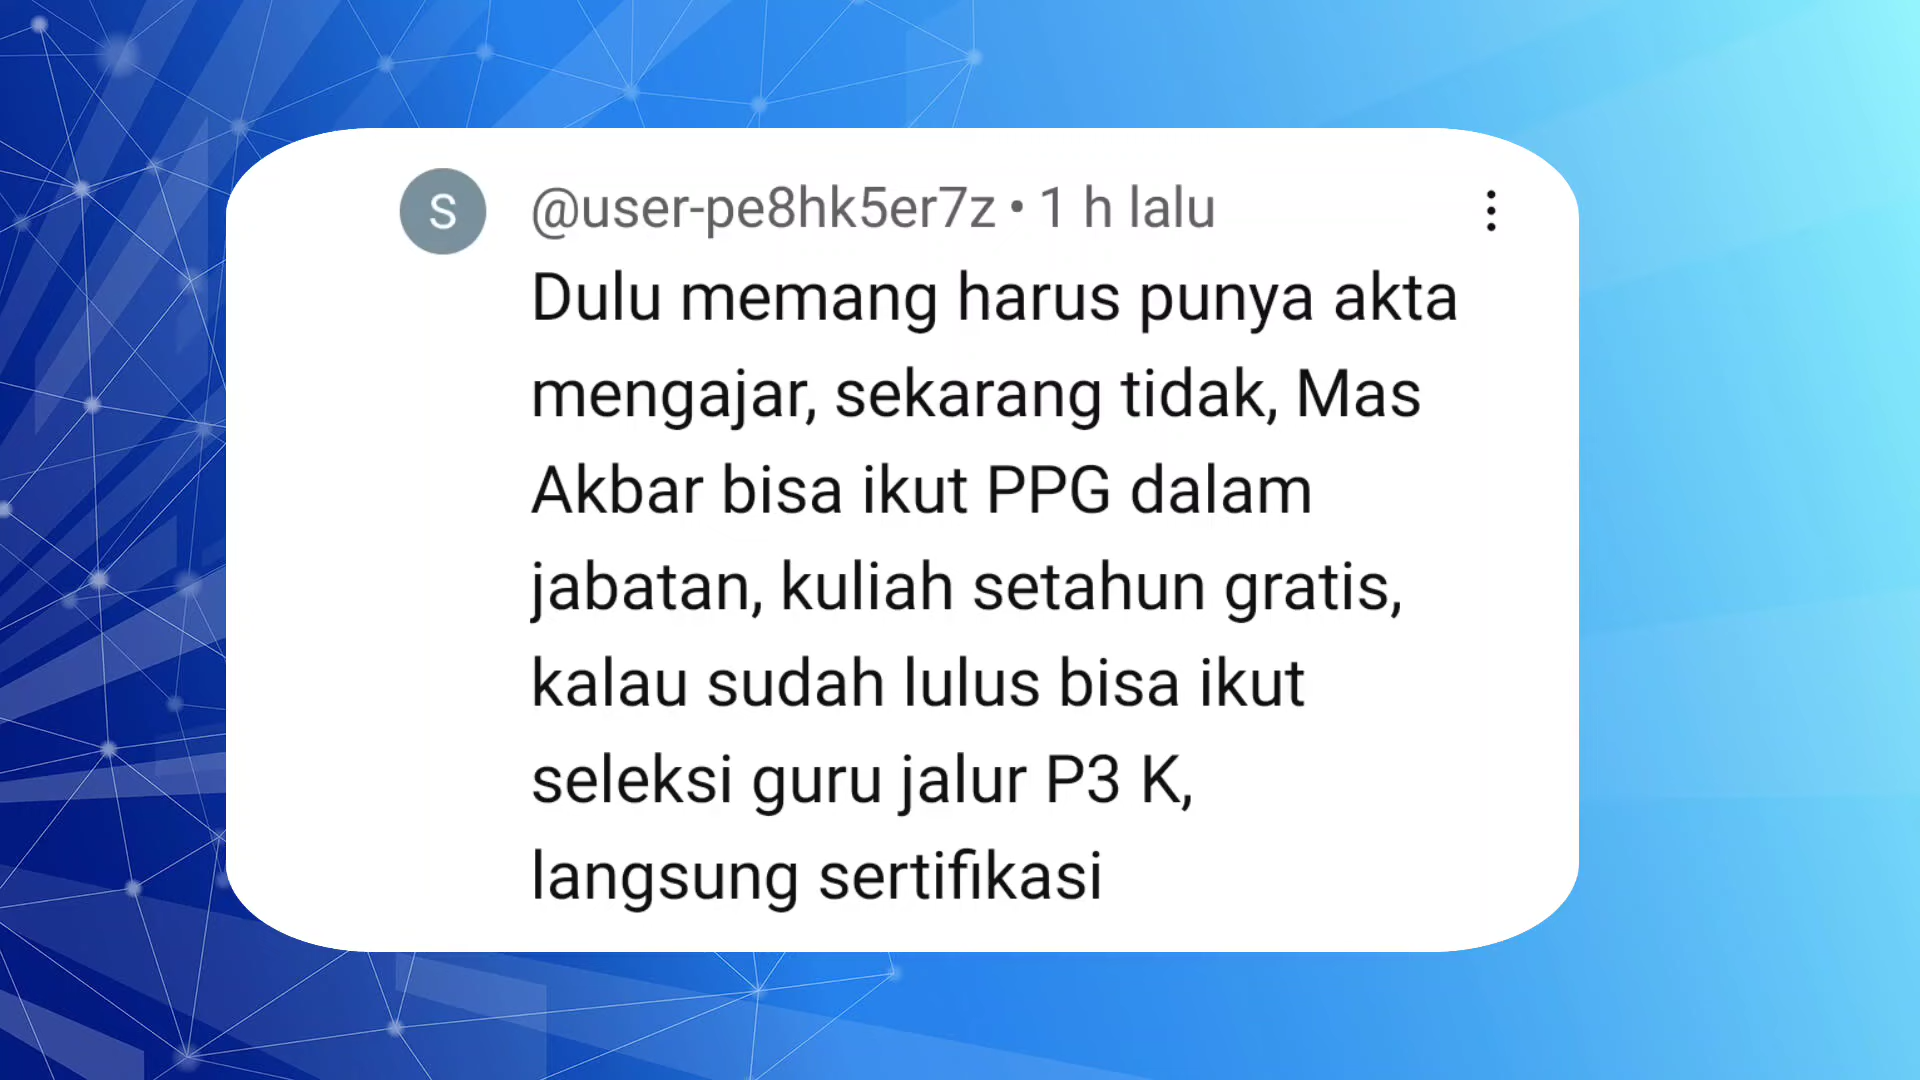 S
@user-pe8hk5er7z • 1 h lalu
Dulu memang harus punya akta
mengajar, sekarang tidak, Mas
Akbar bisa ikut PPG dalam
jabatan, kuliah setahun gratis,
kalau sudah lulus bisa ikut
seleksi guru jalur P3 K,
langsung sertifikasi